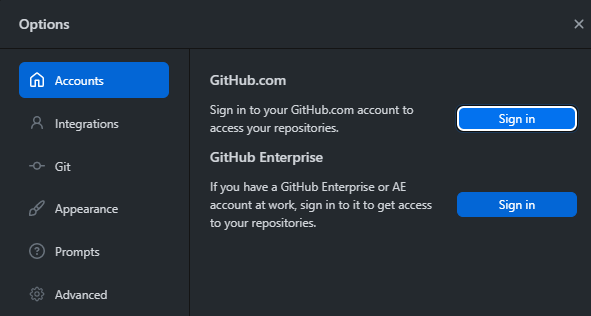 Options
Accounts
Integrations
Git
Appearance
Prompts
Advanced
GitHub.com
Sign in to your GitHub.com account to
access your repositories.
Sign in
GitHub Enterprise
If you have a GitHub Enterprise or AE
account at work, sign in to it to get access
to your repositories.
Sign in